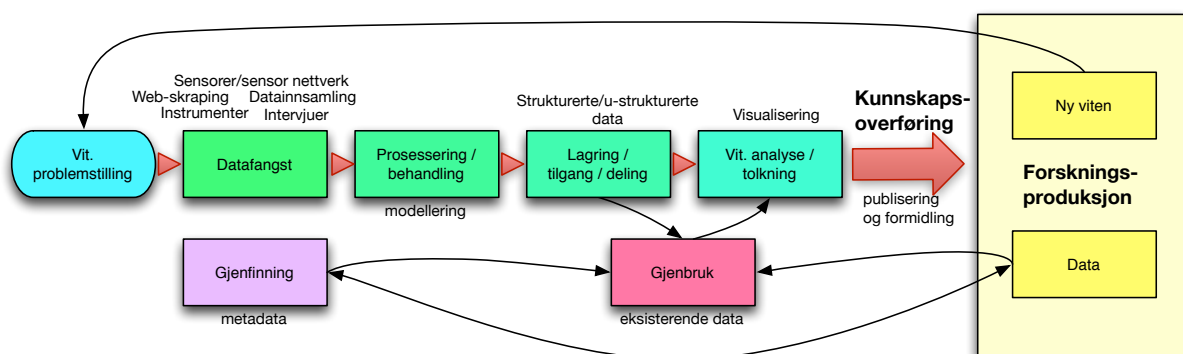 Sensorer/sensor nettverk
Web-skraping
Datainnsamling
Instrumenter
Intervjuer
Vit.
problemstilling
Datafangst
Prosessering /
behandling
modellering
Strukturerte/u-strukturerte
data
Lagring /
tilgang / deling
Visualisering
Vit. analyse /
tolkning
Kunnskaps-
overføring
publisering
og formidling
Ny viten
Forsknings-
produksjon
Data
Gjenfinning
metadata
Gjenbruk
eksisterende data